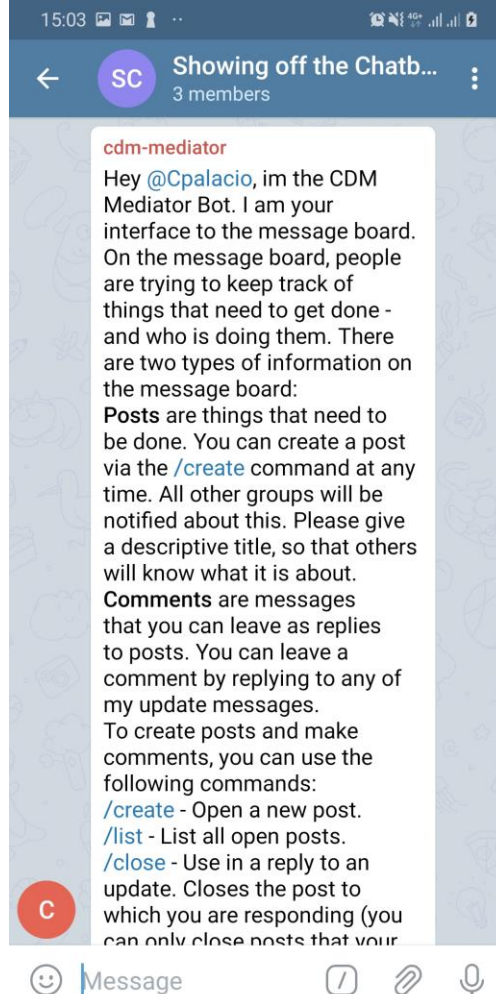 15:03
4G+
SC
Showing off the Chatb...
3 members
cdm-mediator
Hey @Cpalacio, im the CDM
Mediator Bot. I am your
interface to the message board.
On the message board, people
are trying to keep track of
things that need to get done -
and who is doing them. There
are two types of information on
the message board:
Posts are things that need to
be done. You can create a post
via the /create command at any
time. All other groups will be
notified about this. Please give
a descriptive title, so that others
will know what it is about.
Comments are messages
that you can leave as replies
to posts. You can leave a
comment by replying to any of
my update messages.
To create posts and make
comments, you can use the
following commands:
/create - Open a new post.
/list - List all open posts.
/close - Use in a reply to an
update. Closes the post to
which you are responding (you
can only close posts that your
C
Message